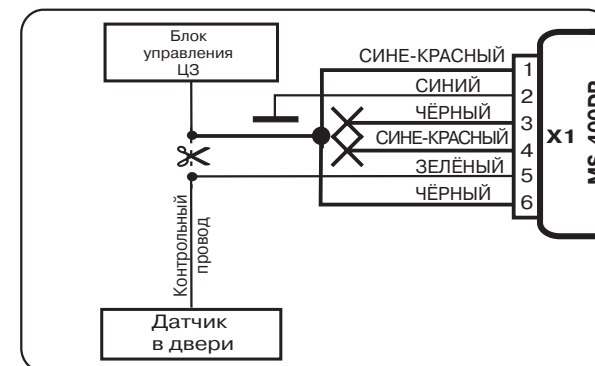 Блок
управления
ЦЗ
СИНЕ-КРАСНЫЙ
1
СИНИЙ
2
ЧЁРНЫЙ
3
СИНЕ-КРАСНЫЙ
4
ЗЕЛЁНЫЙ
5
ЧЁРНЫЙ
6
X1
Контрольный
провод
Датчик
в двери